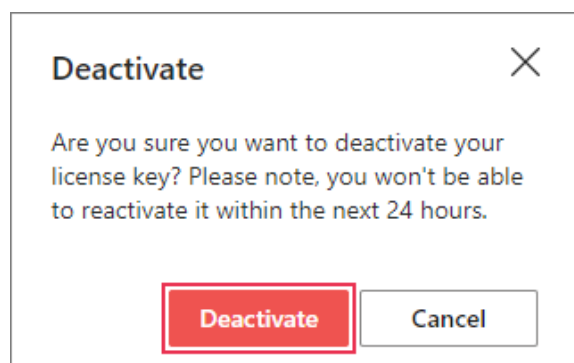 Deactivate
Are you sure you want to deactivate your
license key? Please note, you won't be able
to reactivate it within the next 24 hours.
Deactivate
Cancel